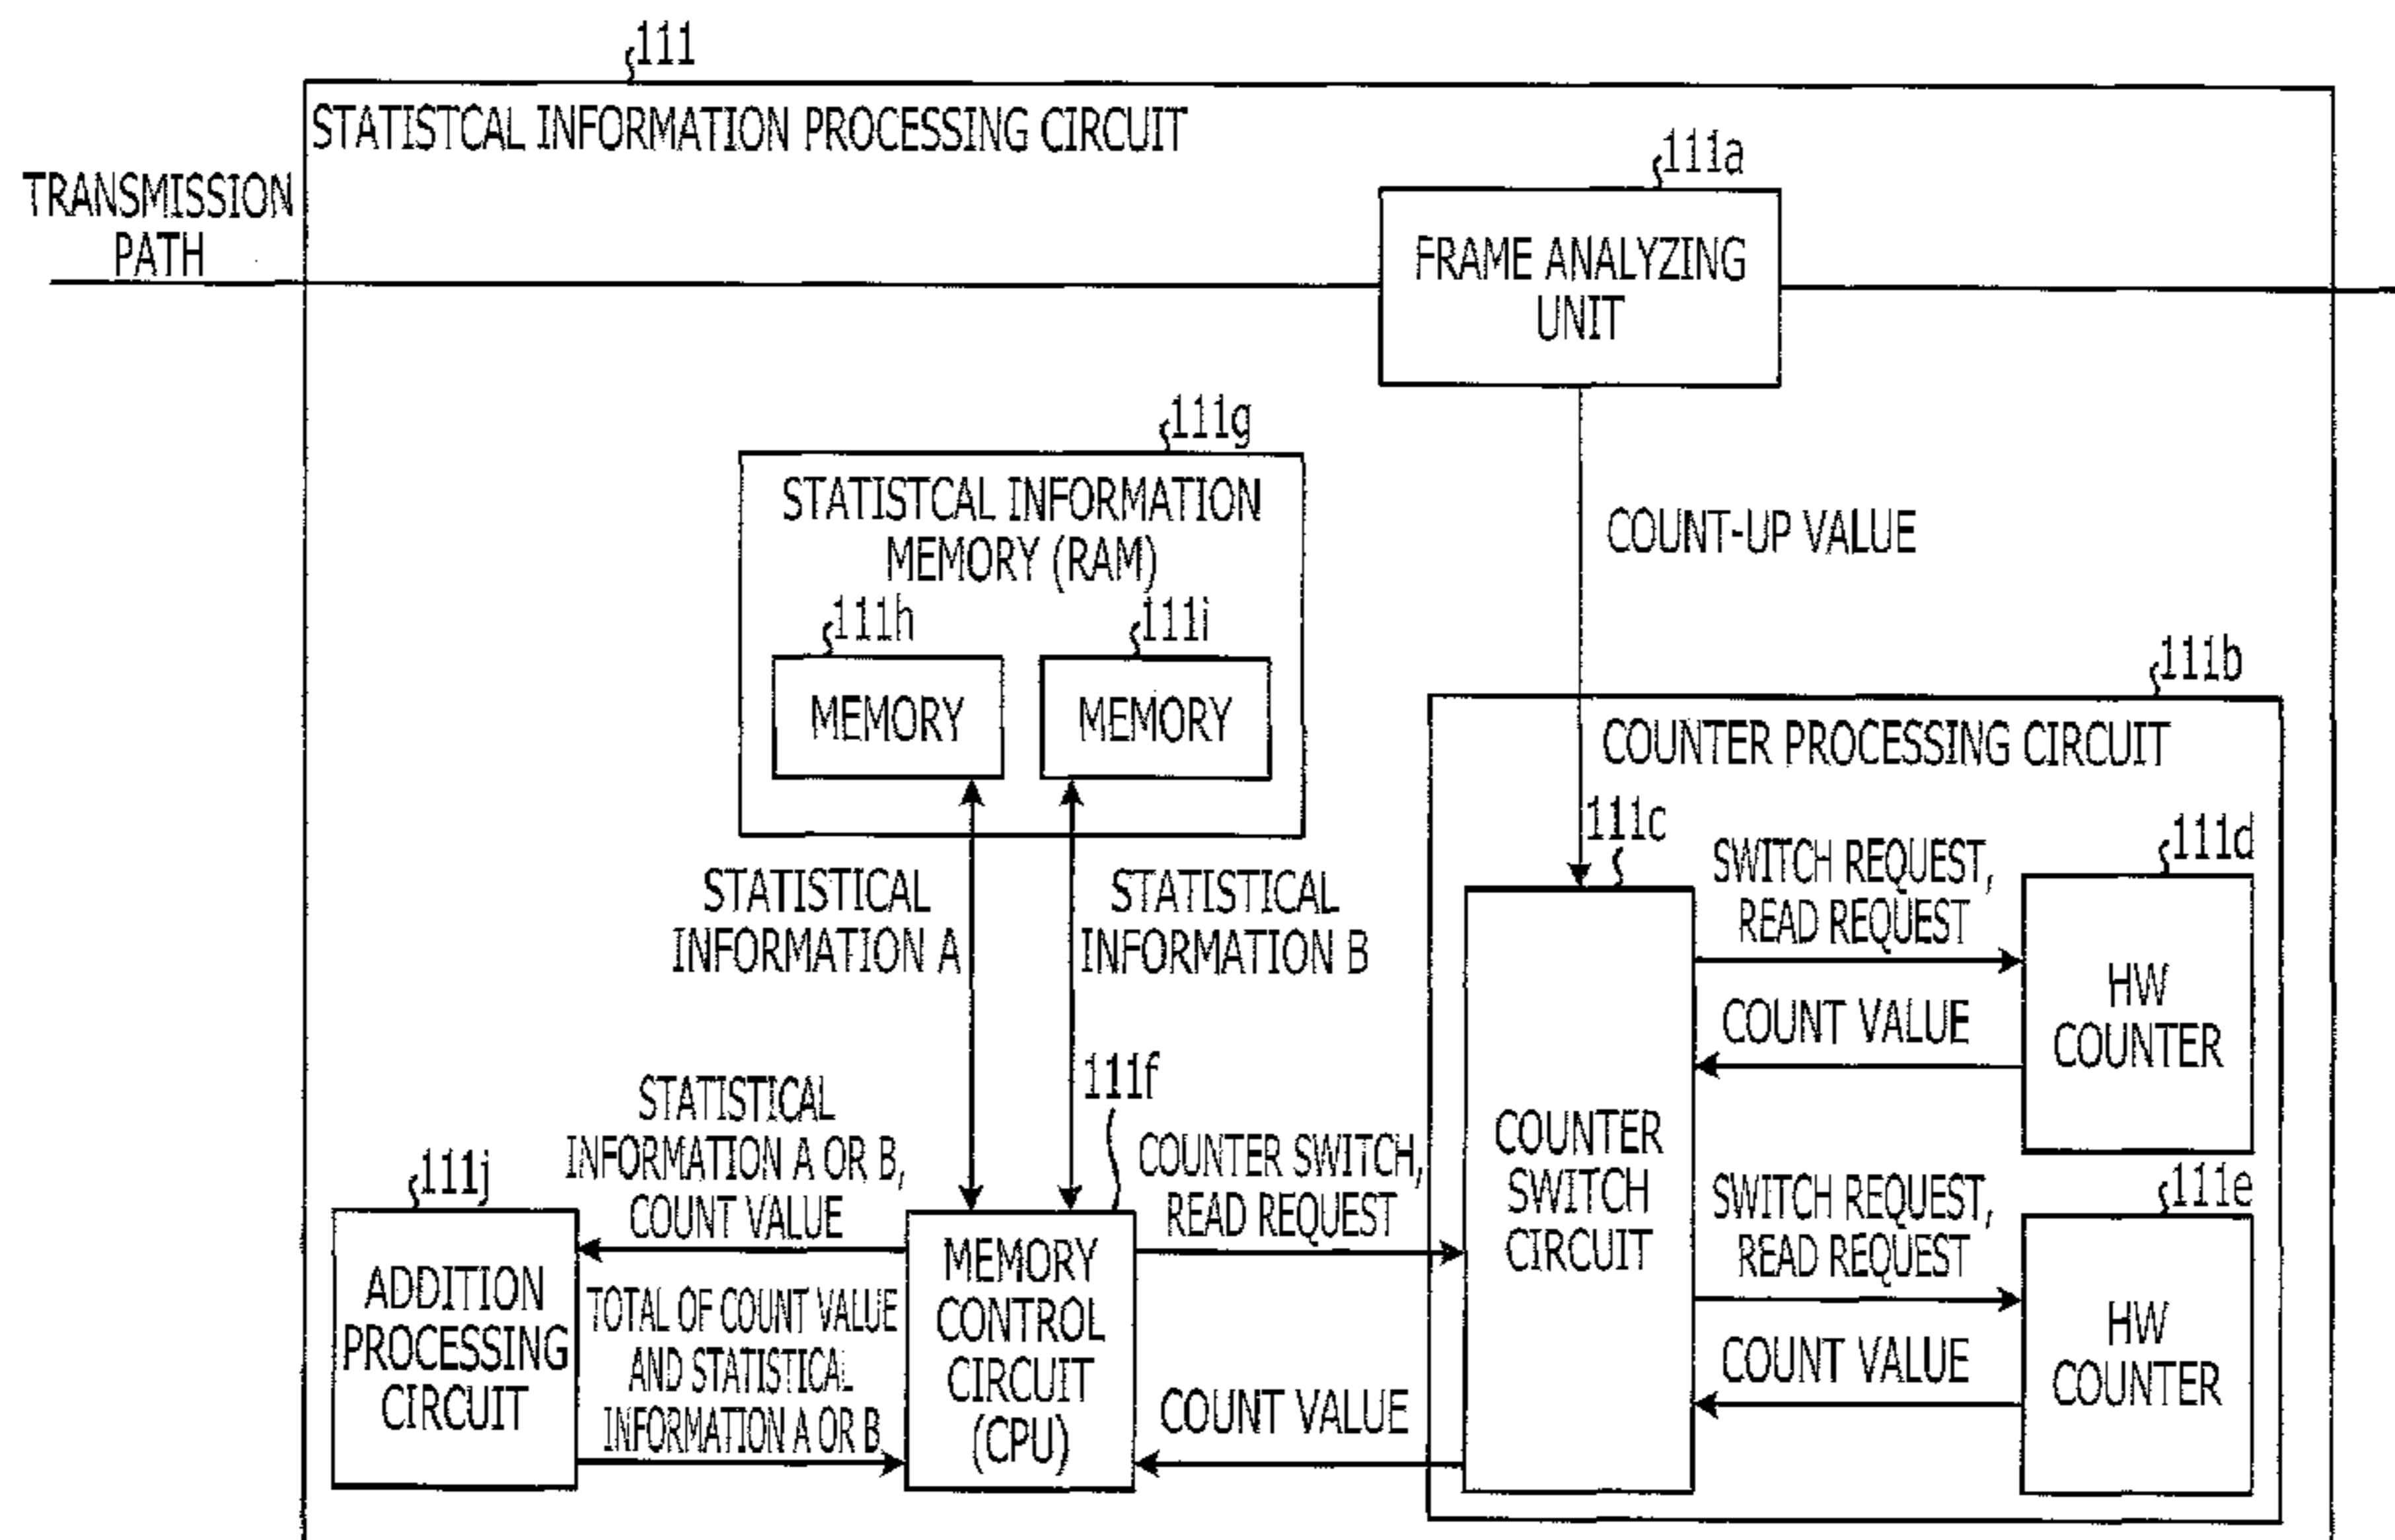 111
STATISTCAL INFORMATION PROCESSING CIRCUIT
TRANSMISSION
PATH
111a
FRAME ANALYZING
UNIT
111g
STATISTCAL INFORMATION
MEMORY (RAM)
111h
MEMORY
111i
MEMORY
COUNT-UP VALUE
111b
COUNTER PROCESSING CIRCUIT
111c
COUNTER
SWITCH
CIRCUIT
SWITCH REQUEST,
READ REQUEST
COUNT VALUE
111d
HW
COUNTER
SWITCH REQUEST,
READ REQUEST
COUNT VALUE
111e
HW
COUNTER
STATISTICAL
INFORMATION A
STATISTICAL
INFORMATION B
111f
MEMORY
CONTROL
CIRCUIT
(CPU)
COUNTER SWITCH,
READ REQUEST
COUNT VALUE
STATISTICAL
INFORMATION A OR B,
COUNT VALUE
TOTAL OF COUNT VALUE
AND STATISTICAL
INFORMATION A OR B
111j
ADDITION
PROCESSING
CIRCUIT